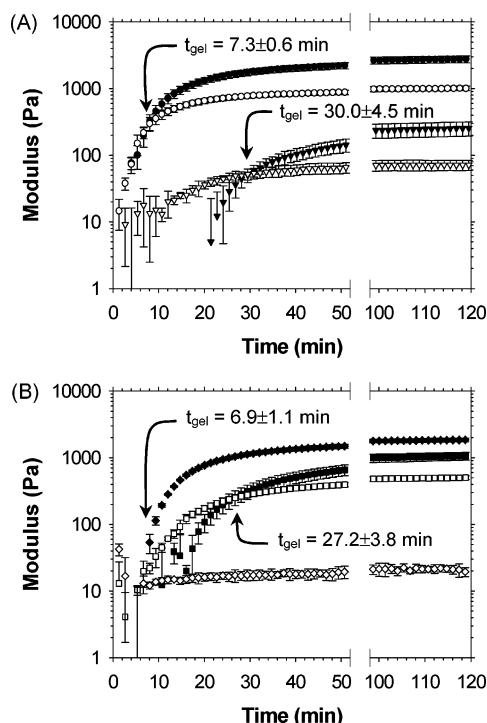 (A)
10000
t_gel = 7.3±0.6 min
1000
t_gel = 30.0±4.5 min
100
10
1
Modulus (Pa)
0 10 20 30 40 50 100 110 120
Time (min)
(B)
10000
t_gel = 6.9±1.1 min
1000
100
t_gel = 27.2±3.8 min
10
1
Modulus (Pa)
0 10 20 30 40 50 100 110 120
Time (min)